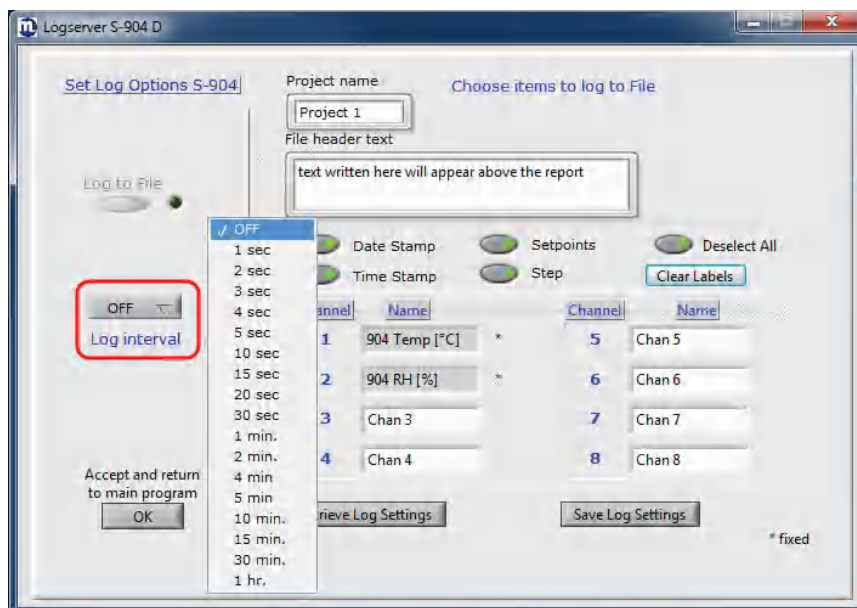 Logserver S-904 D
Set Log Options S-904
Project name
Choose items to log to File
Project 1
File header text
text written here will appear above the report
Log to File
✓ OFF
1 sec
2 sec
3 sec
4 sec
5 sec
10 sec
15 sec
20 sec
30 sec
1 min.
2 min.
4 min
5 min
10 min.
15 min.
30 min.
1 hr.
Date Stamp
Setpoints
Deselect All
Time Stamp
Step
Clear Labels
OFF
Log interval
annel Name Channel Name
1 904 Temp [°C] * 5 Chan 5
2 904 RH [%] * 6 Chan 6
3 Chan 3 7 Chan 7
4 Chan 4 8 Chan 8
Accept and return
to main program
OK
rieve Log Settings
Save Log Settings
* fixed